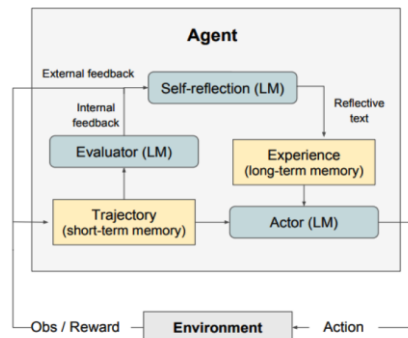 Agent
External feedback
Self-reflection (LM)
Internal
feedback
Reflective
text
Evaluator (LM)
Experience
(long-term memory)
Trajectory
(short-term memory)
Actor (LM)
Obs / Reward
Environment
Action